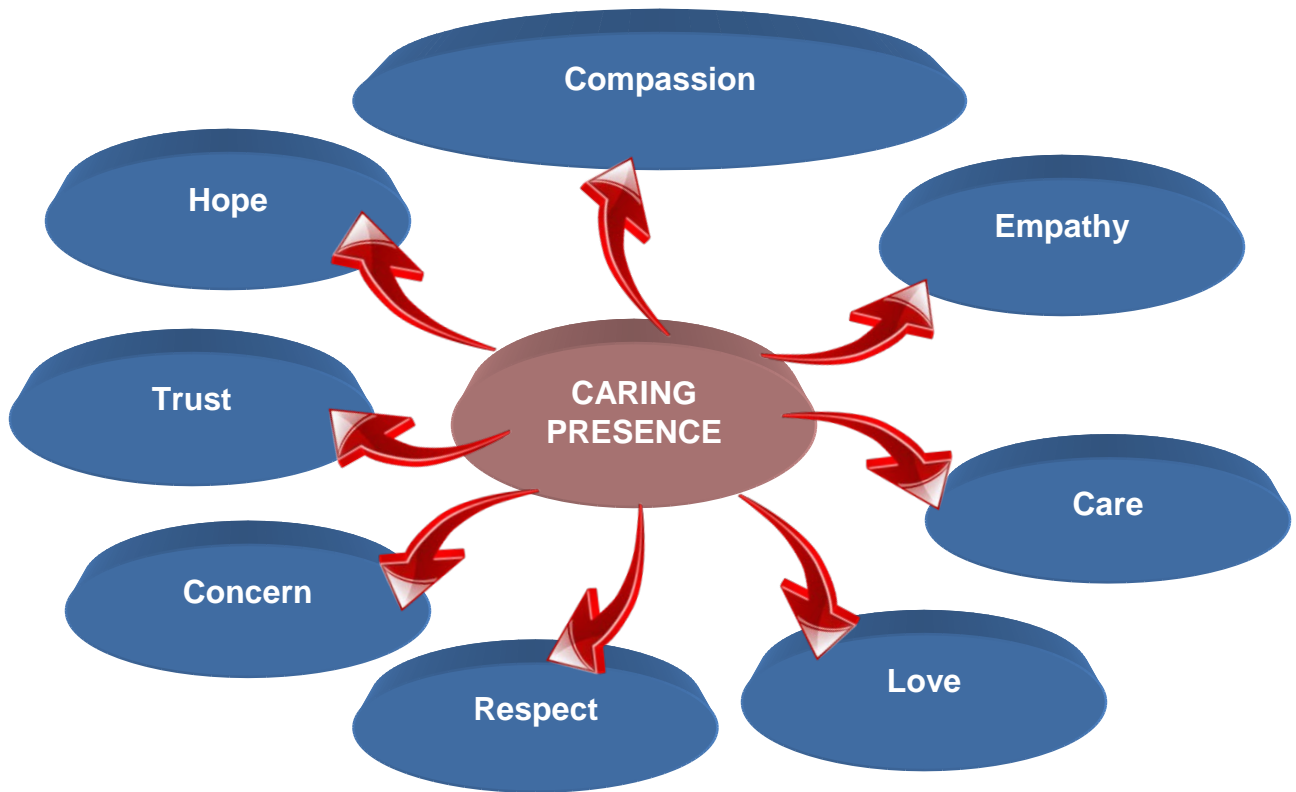 Compassion
Hope
Empathy
CARING
PRESENCE
Trust
Care
Concern
Love
Respect